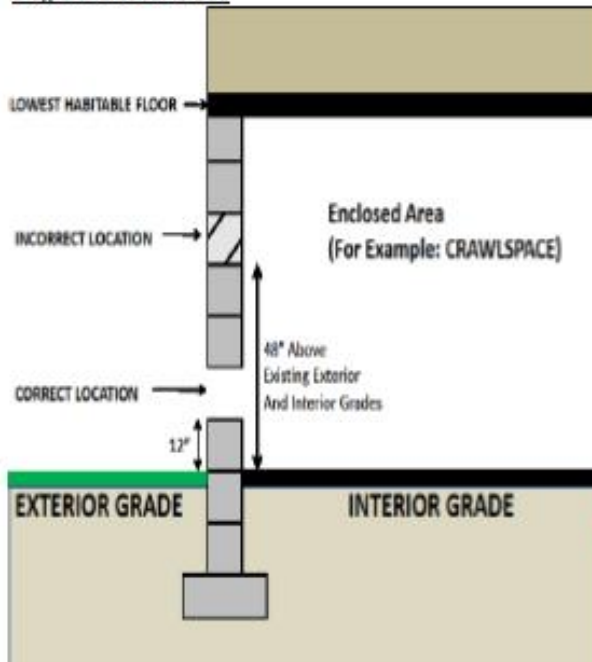 LOWEST HABITABLE FLOOR
INCORRECT LOCATION
Enclosed Area
(For Example: CRAWLSPACE)
48" Above
Existing Exterior
And Interior Grades
CORRECT LOCATION
12"
EXTERIOR GRADE
INTERIOR GRADE